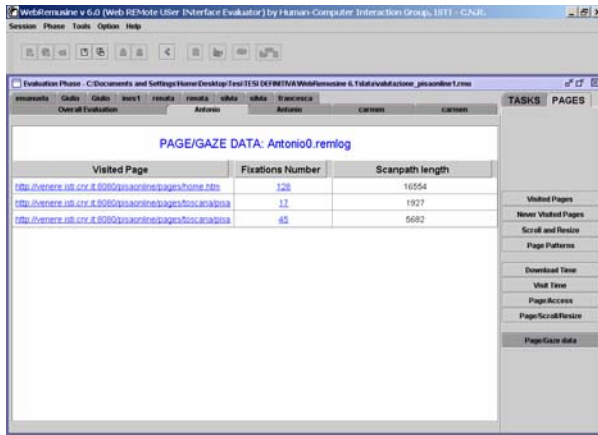 WebRemusine v 6.0 (Web REMote USer INterface Evaluator) by Human-Computer Interaction Group, ISTI - C.N.R.
Session Phase Tools Option Help
Evaluation Phase - C:\Documents and Settings\Home\Desktop\Tesi\TESI DEFINITIVA\WebRemusine 6.1\data\valutazione_pisaonline1.rmu
emanuela Giulio Giulio ines1 renata renata silvia silvia francesca
Overall Evaluation Antonio Antonio carmen carmen
TASKS PAGES
PAGE/GAZE DATA: Antonio0.remlog
Visited Page Fixations Number Scanpath length
http://venere.isti.cnr.it:8080/pisaonline/pages/home.htm 128 16554
http://venere.isti.cnr.it:8080/pisaonline/pages/toscana/pisa 17 1927
http://venere.isti.cnr.it:8080/pisaonline/pages/toscana/pisa 45 5682
Visited Pages
Never Visited Pages
Scroll and Resize
Page Patterns
Download Time
Visit Time
Page/Access
Page/Scroll/Resize
Page/Gaze data